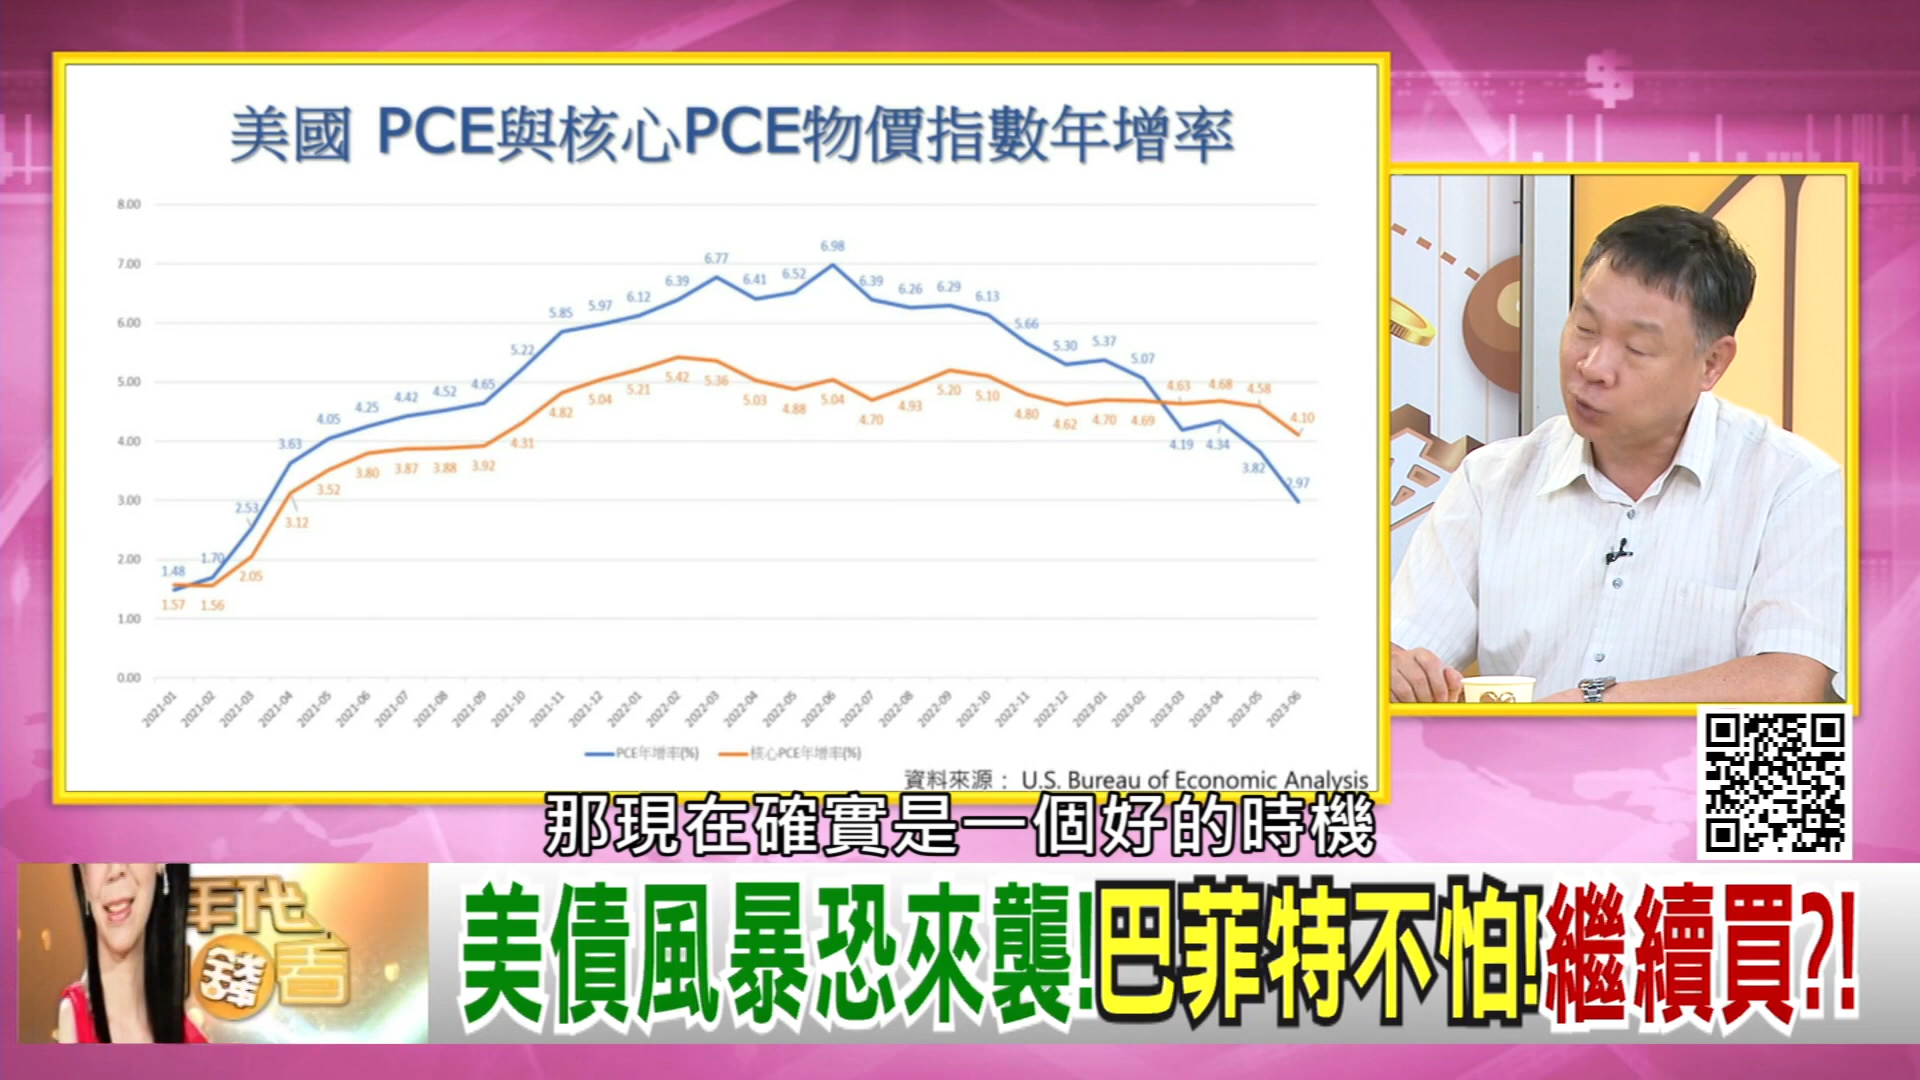 美國 PCE與核心PCE物價指數年增率
8.00
7.00
6.00
5.00
4.00
3.00
2.00
1.00
0.00
1.48 1.70 2.53 3.63 4.05 4.25 4.42 4.52 4.65 5.22 5.85 5.97 6.12 6.39 6.77 6.41 6.52 6.98 6.39 6.26 6.29 6.13 5.66 5.30 5.37 5.07 4.19 4.34 3.82 2.97
1.57 1.56 2.05 3.12 3.52 3.80 3.87 3.88 3.92 4.31 4.82 5.04 5.21 5.42 5.36 5.03 4.88 5.04 4.70 4.93 5.20 5.10 4.80 4.62 4.70 4.69 4.63 4.68 4.58 4.10
2021-01 2021-02 2021-03 2021-04 2021-05 2021-06 2021-07 2021-08 2021-09 2021-10 2021-11 2021-12 2022-01 2022-02 2022-03 2022-04 2022-05 2022-06 2022-07 2022-08 2022-09 2022-10 2022-11 2022-12 2023-01 2023-02 2023-03 2023-04 2023-05 2023-06
PCE年增率(%) 核心PCE年增率(%)
資料來源： U.S. Bureau of Economic Analysis
那現在確實是一個好的時機
年代
錢看
美債風暴恐來襲!巴菲特不怕!繼續買?!